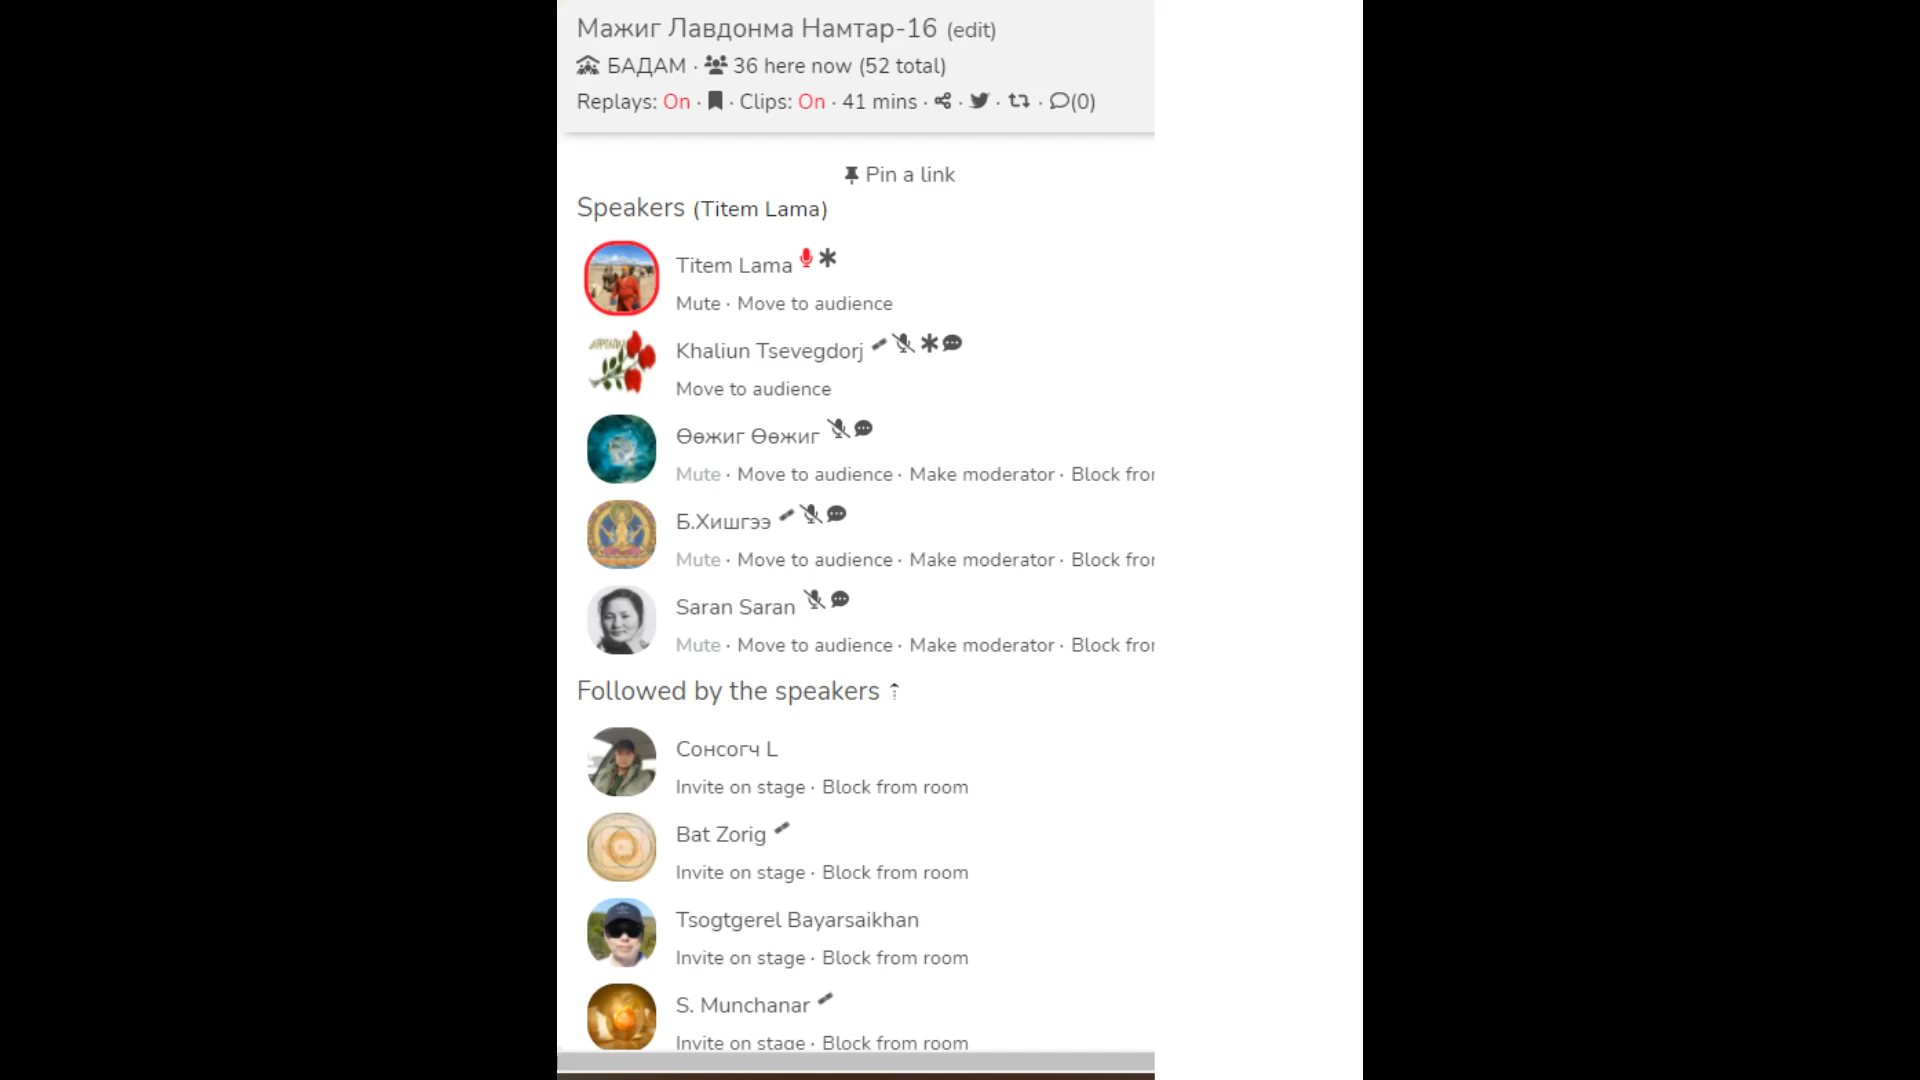 Мажиг Лавдонма Намтар-16 (edit)
БАДАМ · 36 here now (52 total)
Replays: On · · Clips: On · 41 mins · · · · (0)
Pin a link
Speakers (Titem Lama)
Titem Lama
Mute · Move to audience
Khaliun Tsevegdorj
Move to audience
Өөжиг Өөжиг
Mute · Move to audience · Make moderator · Block fror
Б.Хишгээ
Mute · Move to audience · Make moderator · Block fror
Saran Saran
Mute · Move to audience · Make moderator · Block fror
Followed by the speakers
Сонсогч L
Invite on stage · Block from room
Bat Zorig
Invite on stage · Block from room
Tsogtgerel Bayarsaikhan
Invite on stage · Block from room
S. Munchanar
Invite on stage · Block from room